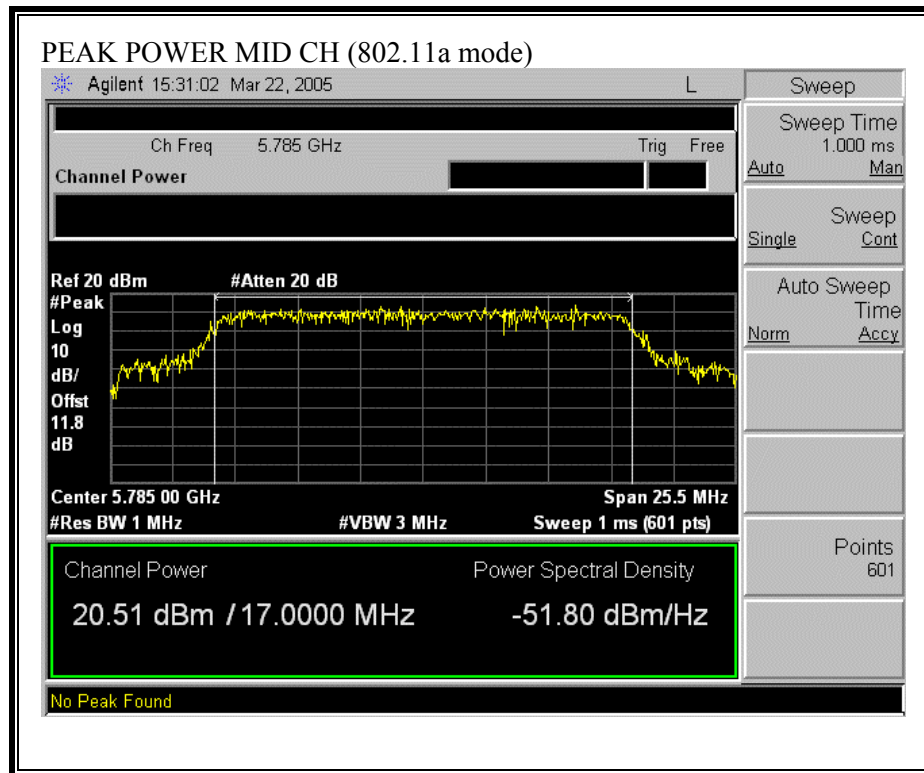 PEAK POWER MID CH (802.11a mode)
Agilent 15:31:02 Mar 22, 2005 L
Sweep
Ch Freq 5.785 GHz Trig Free
Channel Power
Sweep Time
1.000 ms
Auto Man
Sweep
Single Cont
Auto Sweep
Time
Norm Accy
Points
601
Ref 20 dBm #Atten 20 dB
#Peak
Log
10
dB/
Offst
11.8
dB
Center 5.785 00 GHz Span 25.5 MHz
#Res BW 1 MHz #VBW 3 MHz Sweep 1 ms (601 pts)
Channel Power Power Spectral Density
20.51 dBm / 17.0000 MHz -51.80 dBm/Hz
No Peak Found